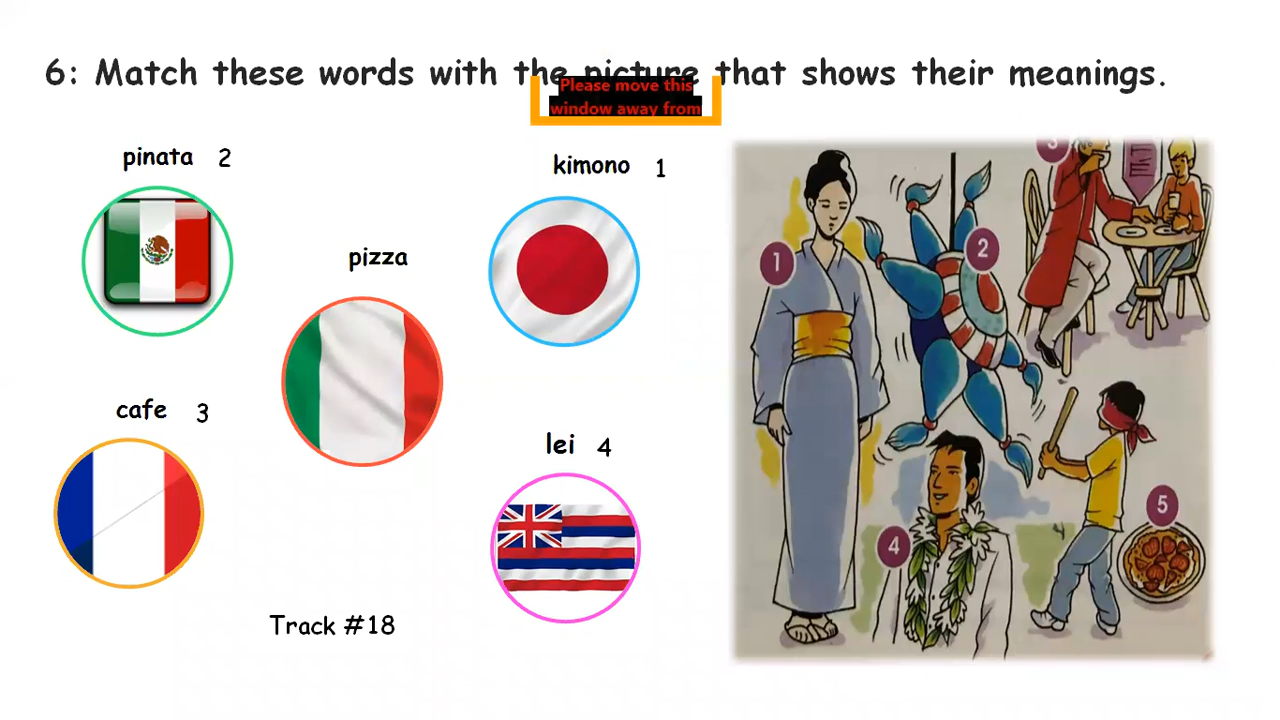 6: Match these words with the picture that shows their meanings.
Please move this
window away from
pinata 2
kimono 1
pizza
cafe 3
lei 4
Track #18
3
1
2
4
5